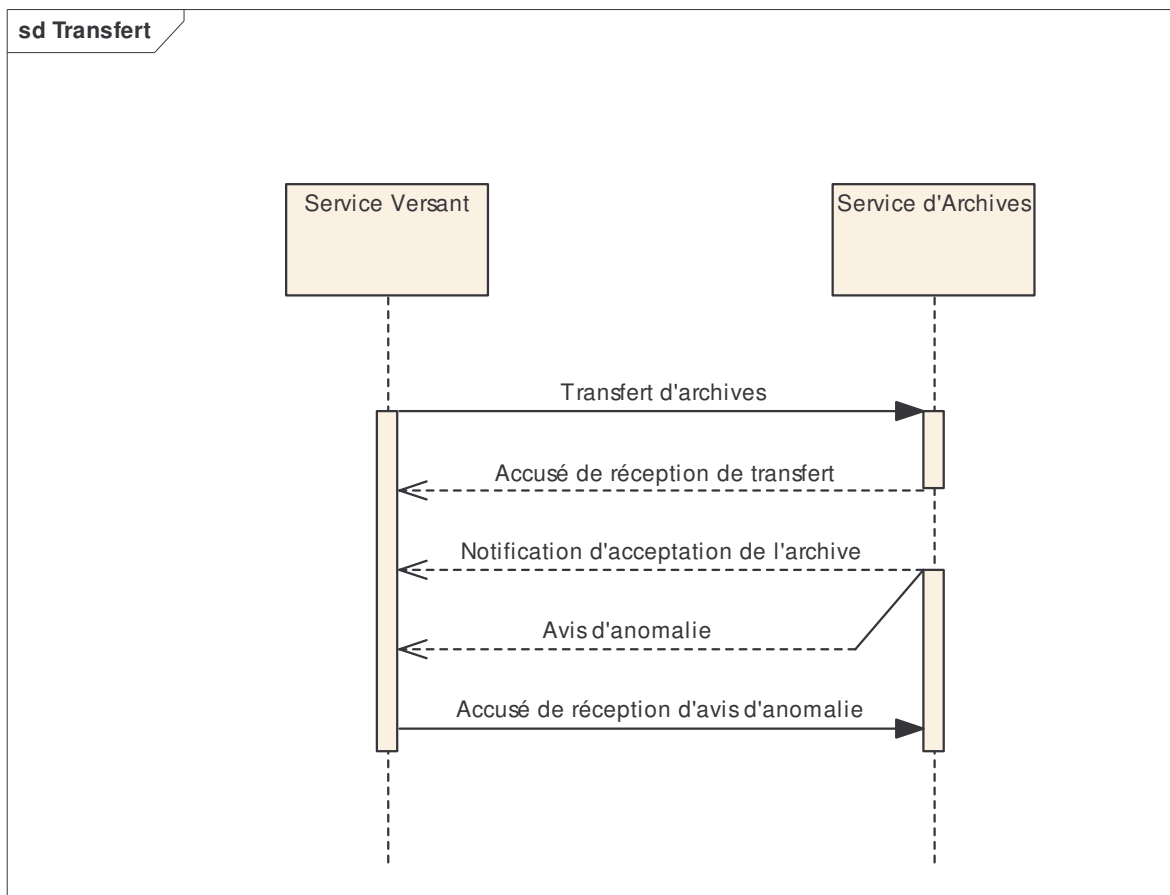 sd Transfert
Service Versant
Service d'Archives
Transfert d'archives
Accusé de réception de transfert
Notification d'acceptation de l'archive
Avis d'anomalie
Accusé de réception d'avis d'anomalie